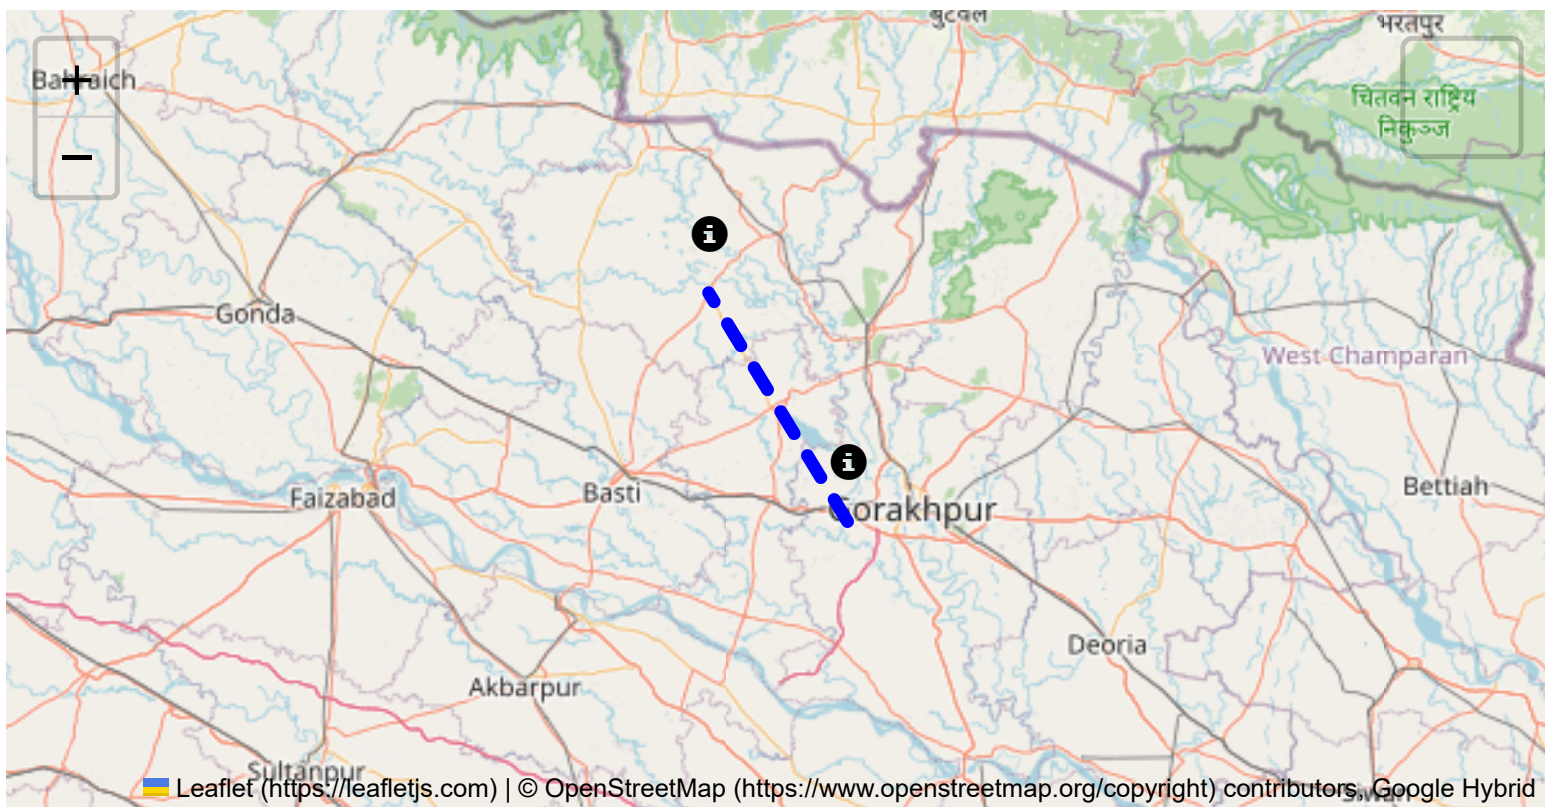 बुटवल
भरतपुर
Bahraich
+
−
चितवन राष्ट्रिय
निकुञ्ज
i
Gonda
West Champaran
i
Faizabad
Basti
Gorakhpur
Bettiah
Deoria
Akbarpur
Sultanpur
Leaflet (https://leafletjs.com) | © OpenStreetMap (https://www.openstreetmap.org/copyright) contributors, Google Hybrid
Siwan